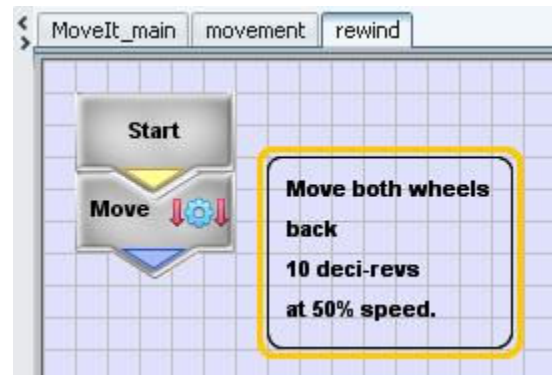 MoveIt_main movement rewind
Start
Move
Move both wheels
back
10 deci-revs
at 50% speed.